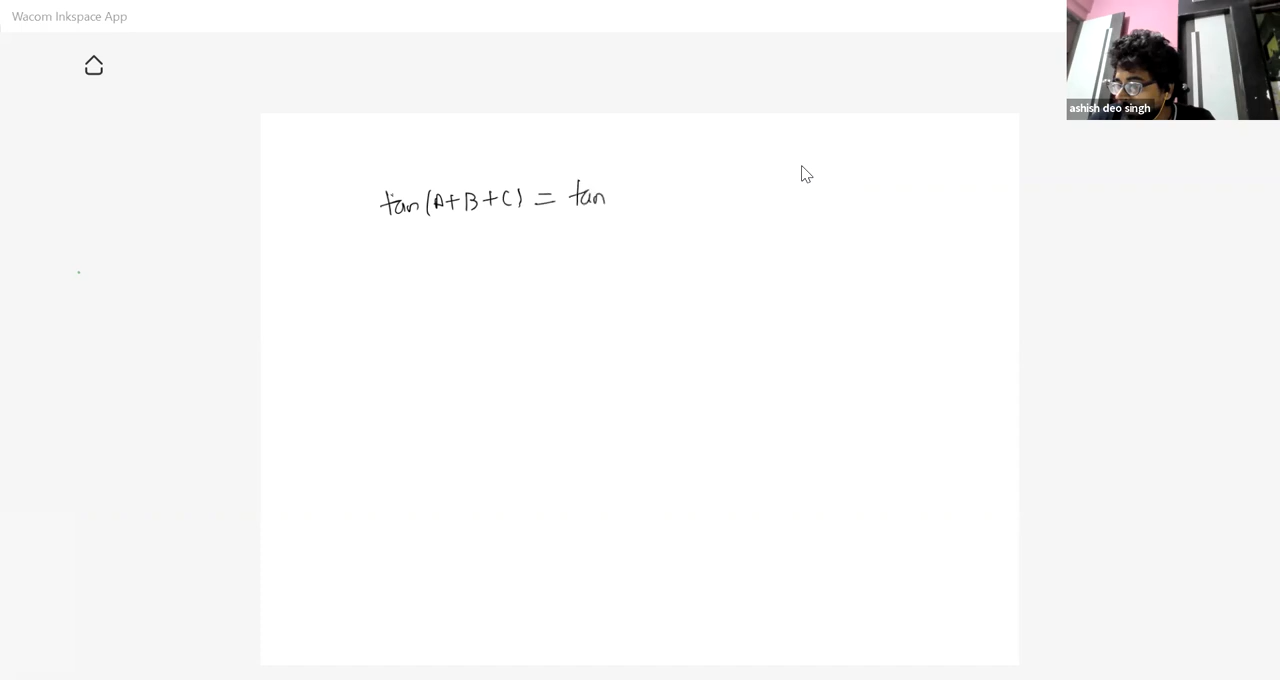 Wacom Inkspace App
ashish deo singh
tan(A+B+C) = tan